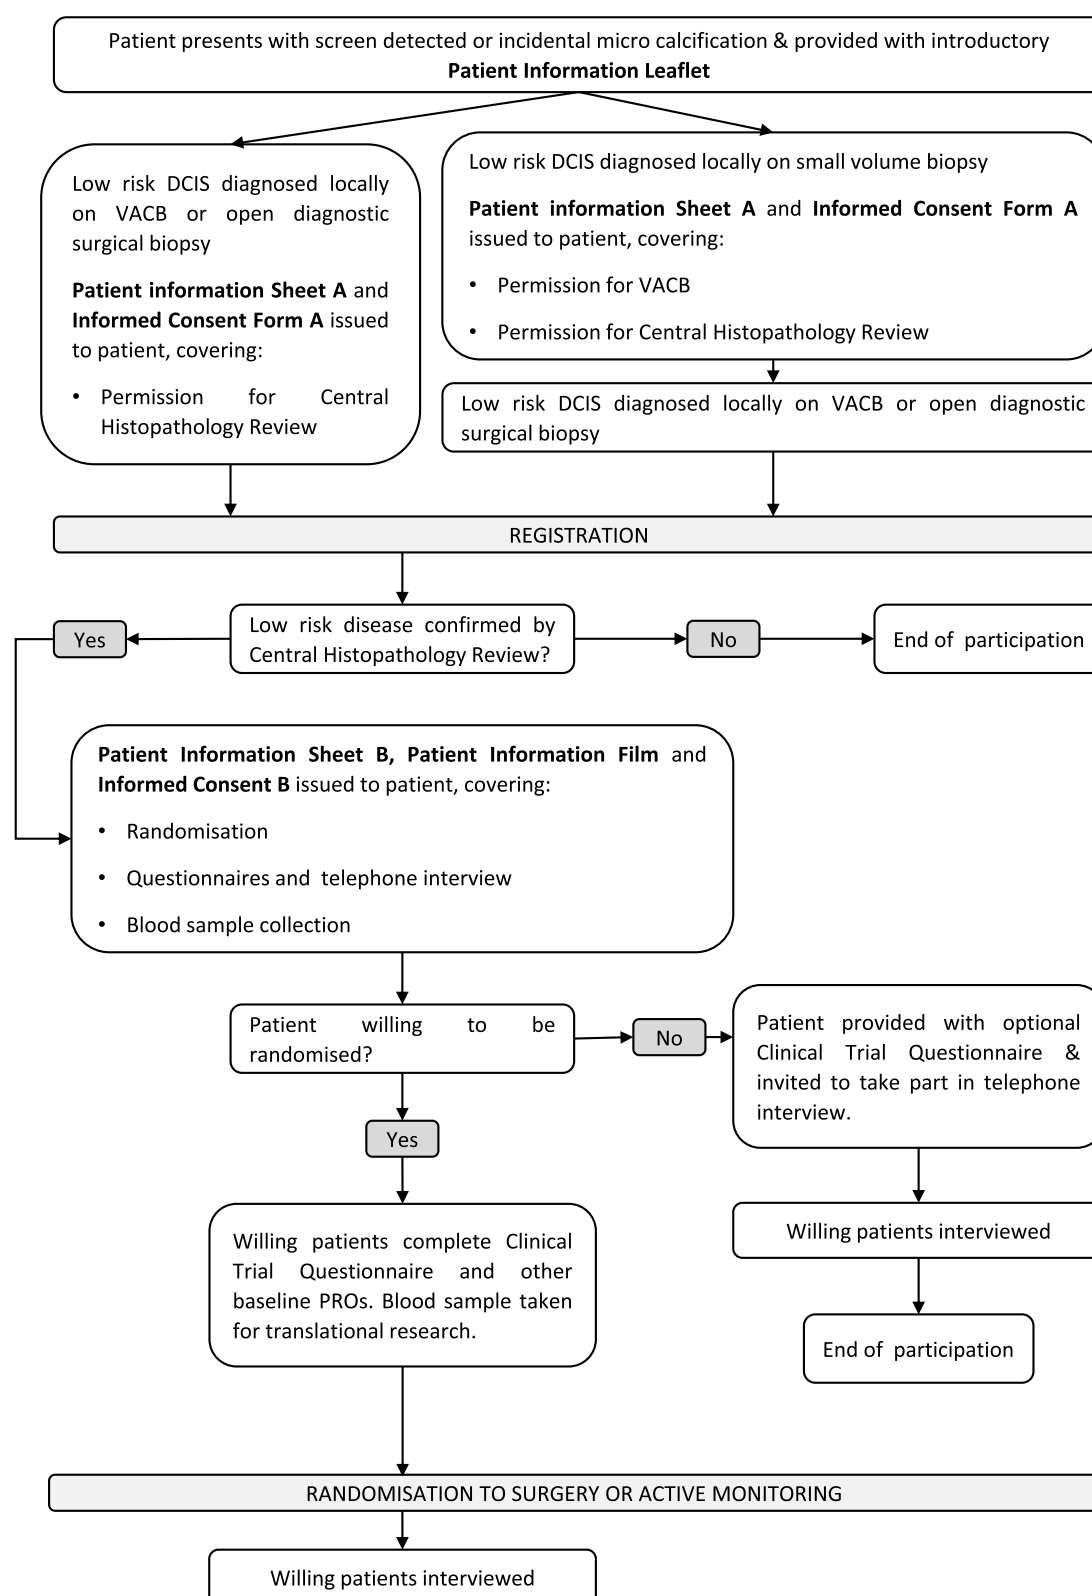 Patient presents with screen detected or incidental micro calcification & provided with introductory
Patient Information Leaflet
Low risk DCIS diagnosed locally
on VACB or open diagnostic
surgical biopsy
Patient information Sheet A and
Informed Consent Form A issued
to patient, covering:
• Permission for Central
Histopathology Review
Low risk DCIS diagnosed locally on small volume biopsy
Patient information Sheet A and Informed Consent Form A
issued to patient, covering:
• Permission for VACB
• Permission for Central Histopathology Review
Low risk DCIS diagnosed locally on VACB or open diagnostic
surgical biopsy
REGISTRATION
Yes
Low risk disease confirmed by
Central Histopathology Review?
No
End of participation
Patient Information Sheet B, Patient Information Film and
Informed Consent B issued to patient, covering:
• Randomisation
• Questionnaires and telephone interview
• Blood sample collection
Patient willing to be
randomised?
No
Patient provided with optional
Clinical Trial Questionnaire &
invited to take part in telephone
interview.
Yes
Willing patients interviewed
Willing patients complete Clinical
Trial Questionnaire and other
baseline PROs. Blood sample taken
for translational research.
End of participation
RANDOMISATION TO SURGERY OR ACTIVE MONITORING
Willing patients interviewed